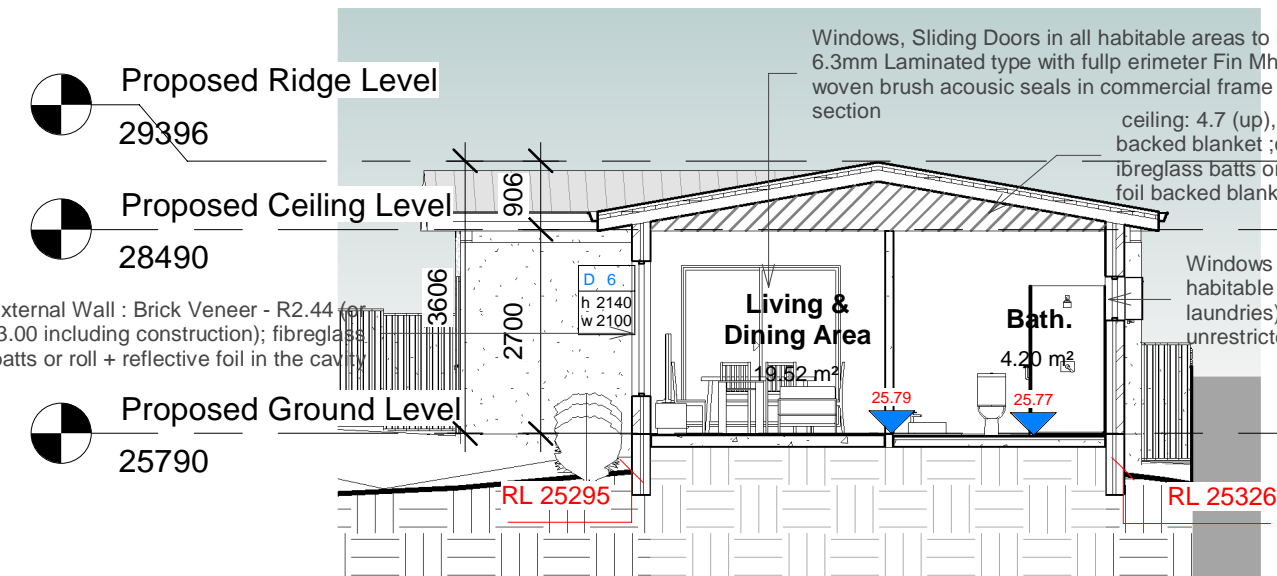 Proposed Ridge Level
29396
Proposed Ceiling Level
28490
xternal Wall : Brick Veneer - R2.44 (or
3.00 including construction); fibreglass
batts or roll + reflective foil in the cavity
Proposed Ground Level
25790
906
3606
2700
D 6
h 2140
w 2100
Windows, Sliding Doors in all habitable areas to
6.3mm Laminated type with fullp erimeter Fin Mh
woven brush acousic seals in commercial frame
section
ceiling: 4.7 (up),
backed blanket ;
ibreglass batts or
foil backed blank
Windows
habitable
laundries)
unrestricte
Living &
Dining Area
19.52 m²
Bath.
4.20 m²
25.79
25.77
RL 25295
RL 25326